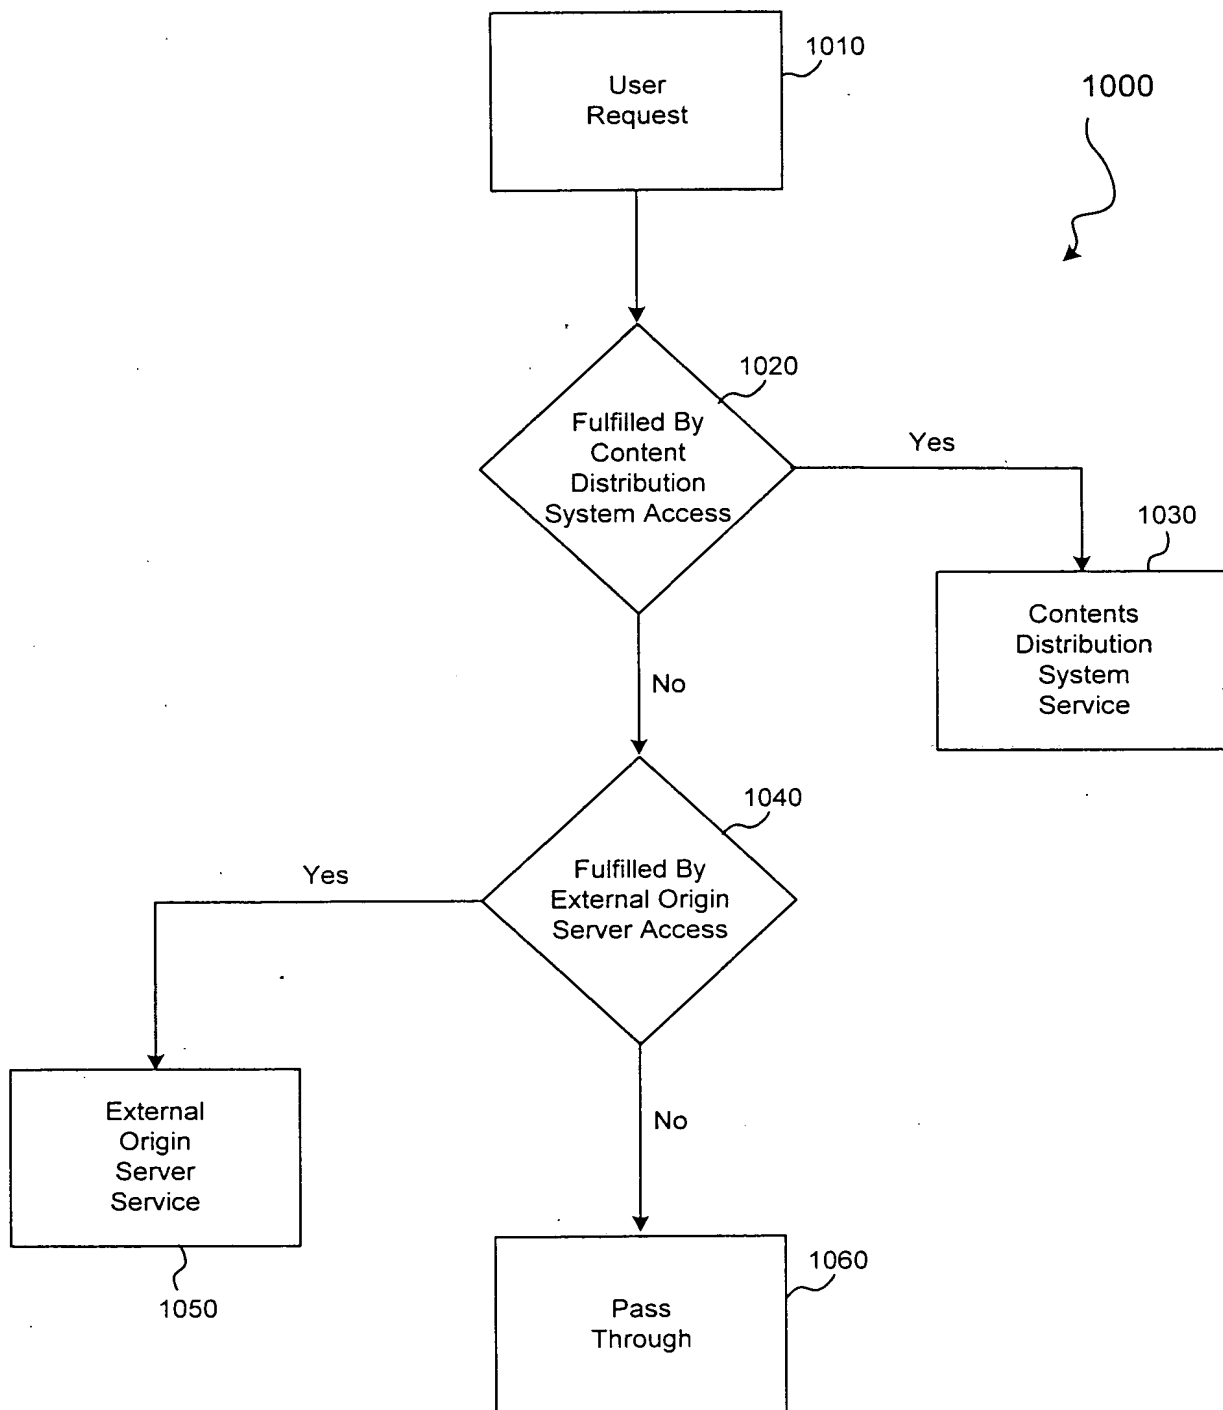 1010
User
Request
1000
1020
Fulfilled By
Content
Distribution
System Access
Yes
1030
Contents
Distribution
System
Service
No
1040
Fulfilled By
External Origin
Server Access
Yes
External
Origin
Server
Service
1050
No
1060
Pass
Through